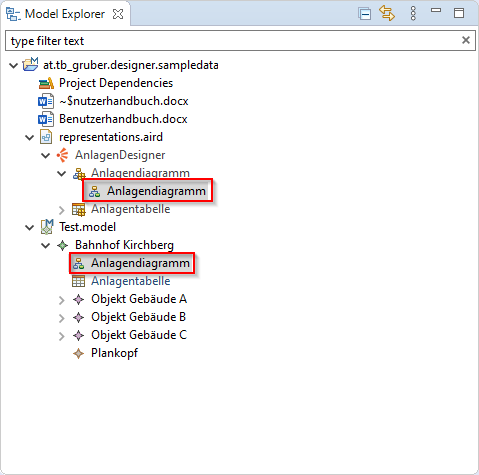 Model Explorer
type filter text
at.tb_gruber.designer.sampledata
Project Dependencies
~$nutzerhandbuch.docx
Benutzerhandbuch.docx
representations.aird
AnlagenDesigner
Anlagendiagramm
Anlagendiagramm
Anlagentabelle
Test.model
Bahnhof Kirchberg
Anlagendiagramm
Anlagentabelle
Objekt Gebäude A
Objekt Gebäude B
Objekt Gebäude C
Plankopf